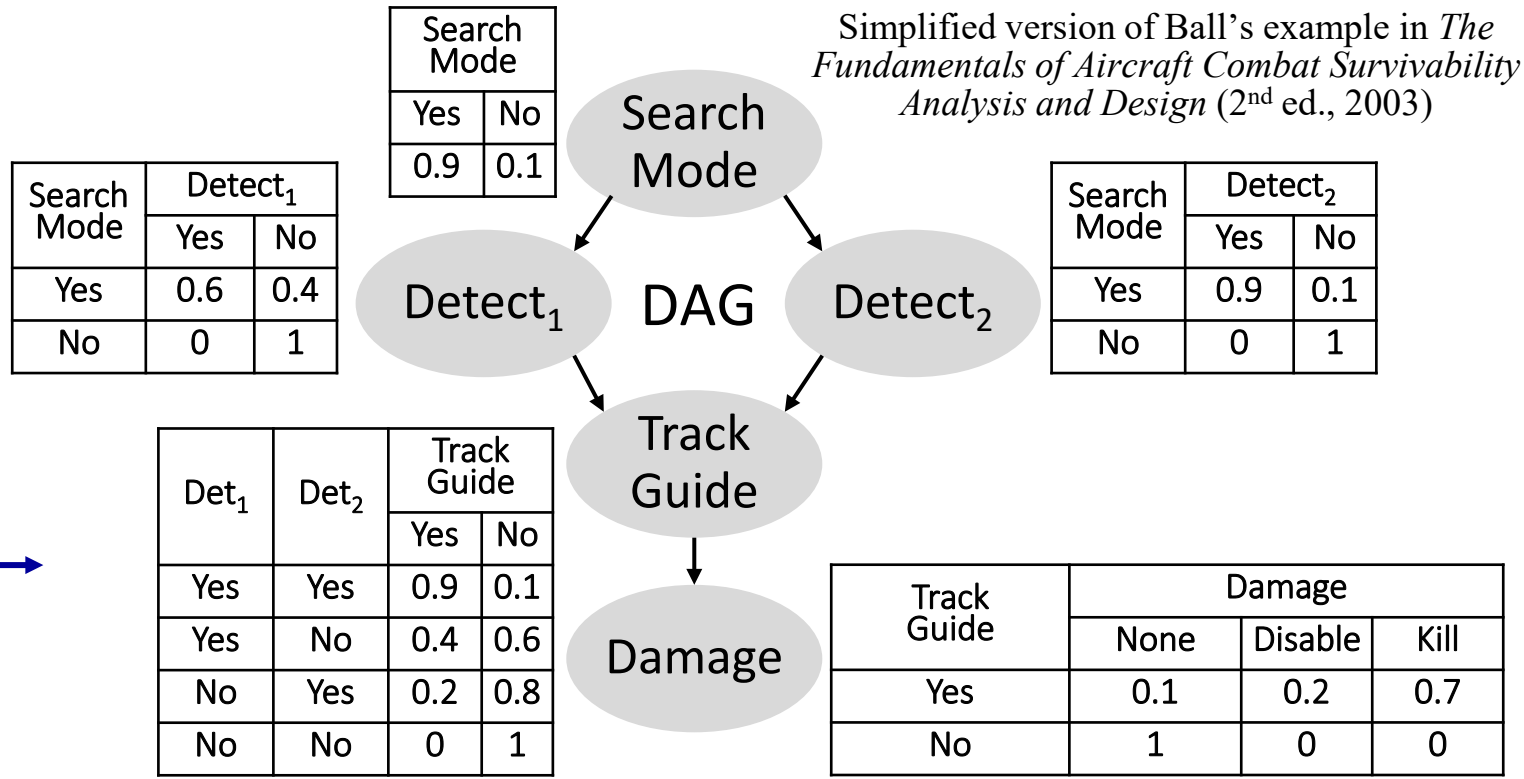 Simplified version of Ball's example in The
Fundamentals of Aircraft Combat Survivability
Analysis and Design (2nd ed., 2003)
Search
Mode
Yes No
0.9 0.1
Search
Mode
Search
Mode
Detect1
Yes No
Yes 0.6 0.4
No 0 1
Detect1
DAG
Detect2
Search
Mode
Detect2
Yes No
Yes 0.9 0.1
No 0 1
Det1 Det2
Track
Guide
Yes No
Yes Yes 0.9 0.1
Yes No 0.4 0.6
No Yes 0.2 0.8
No No 0 1
Track
Guide
Damage
Track
Guide
Damage
None Disable Kill
Yes 0.1 0.2 0.7
No 1 0 0